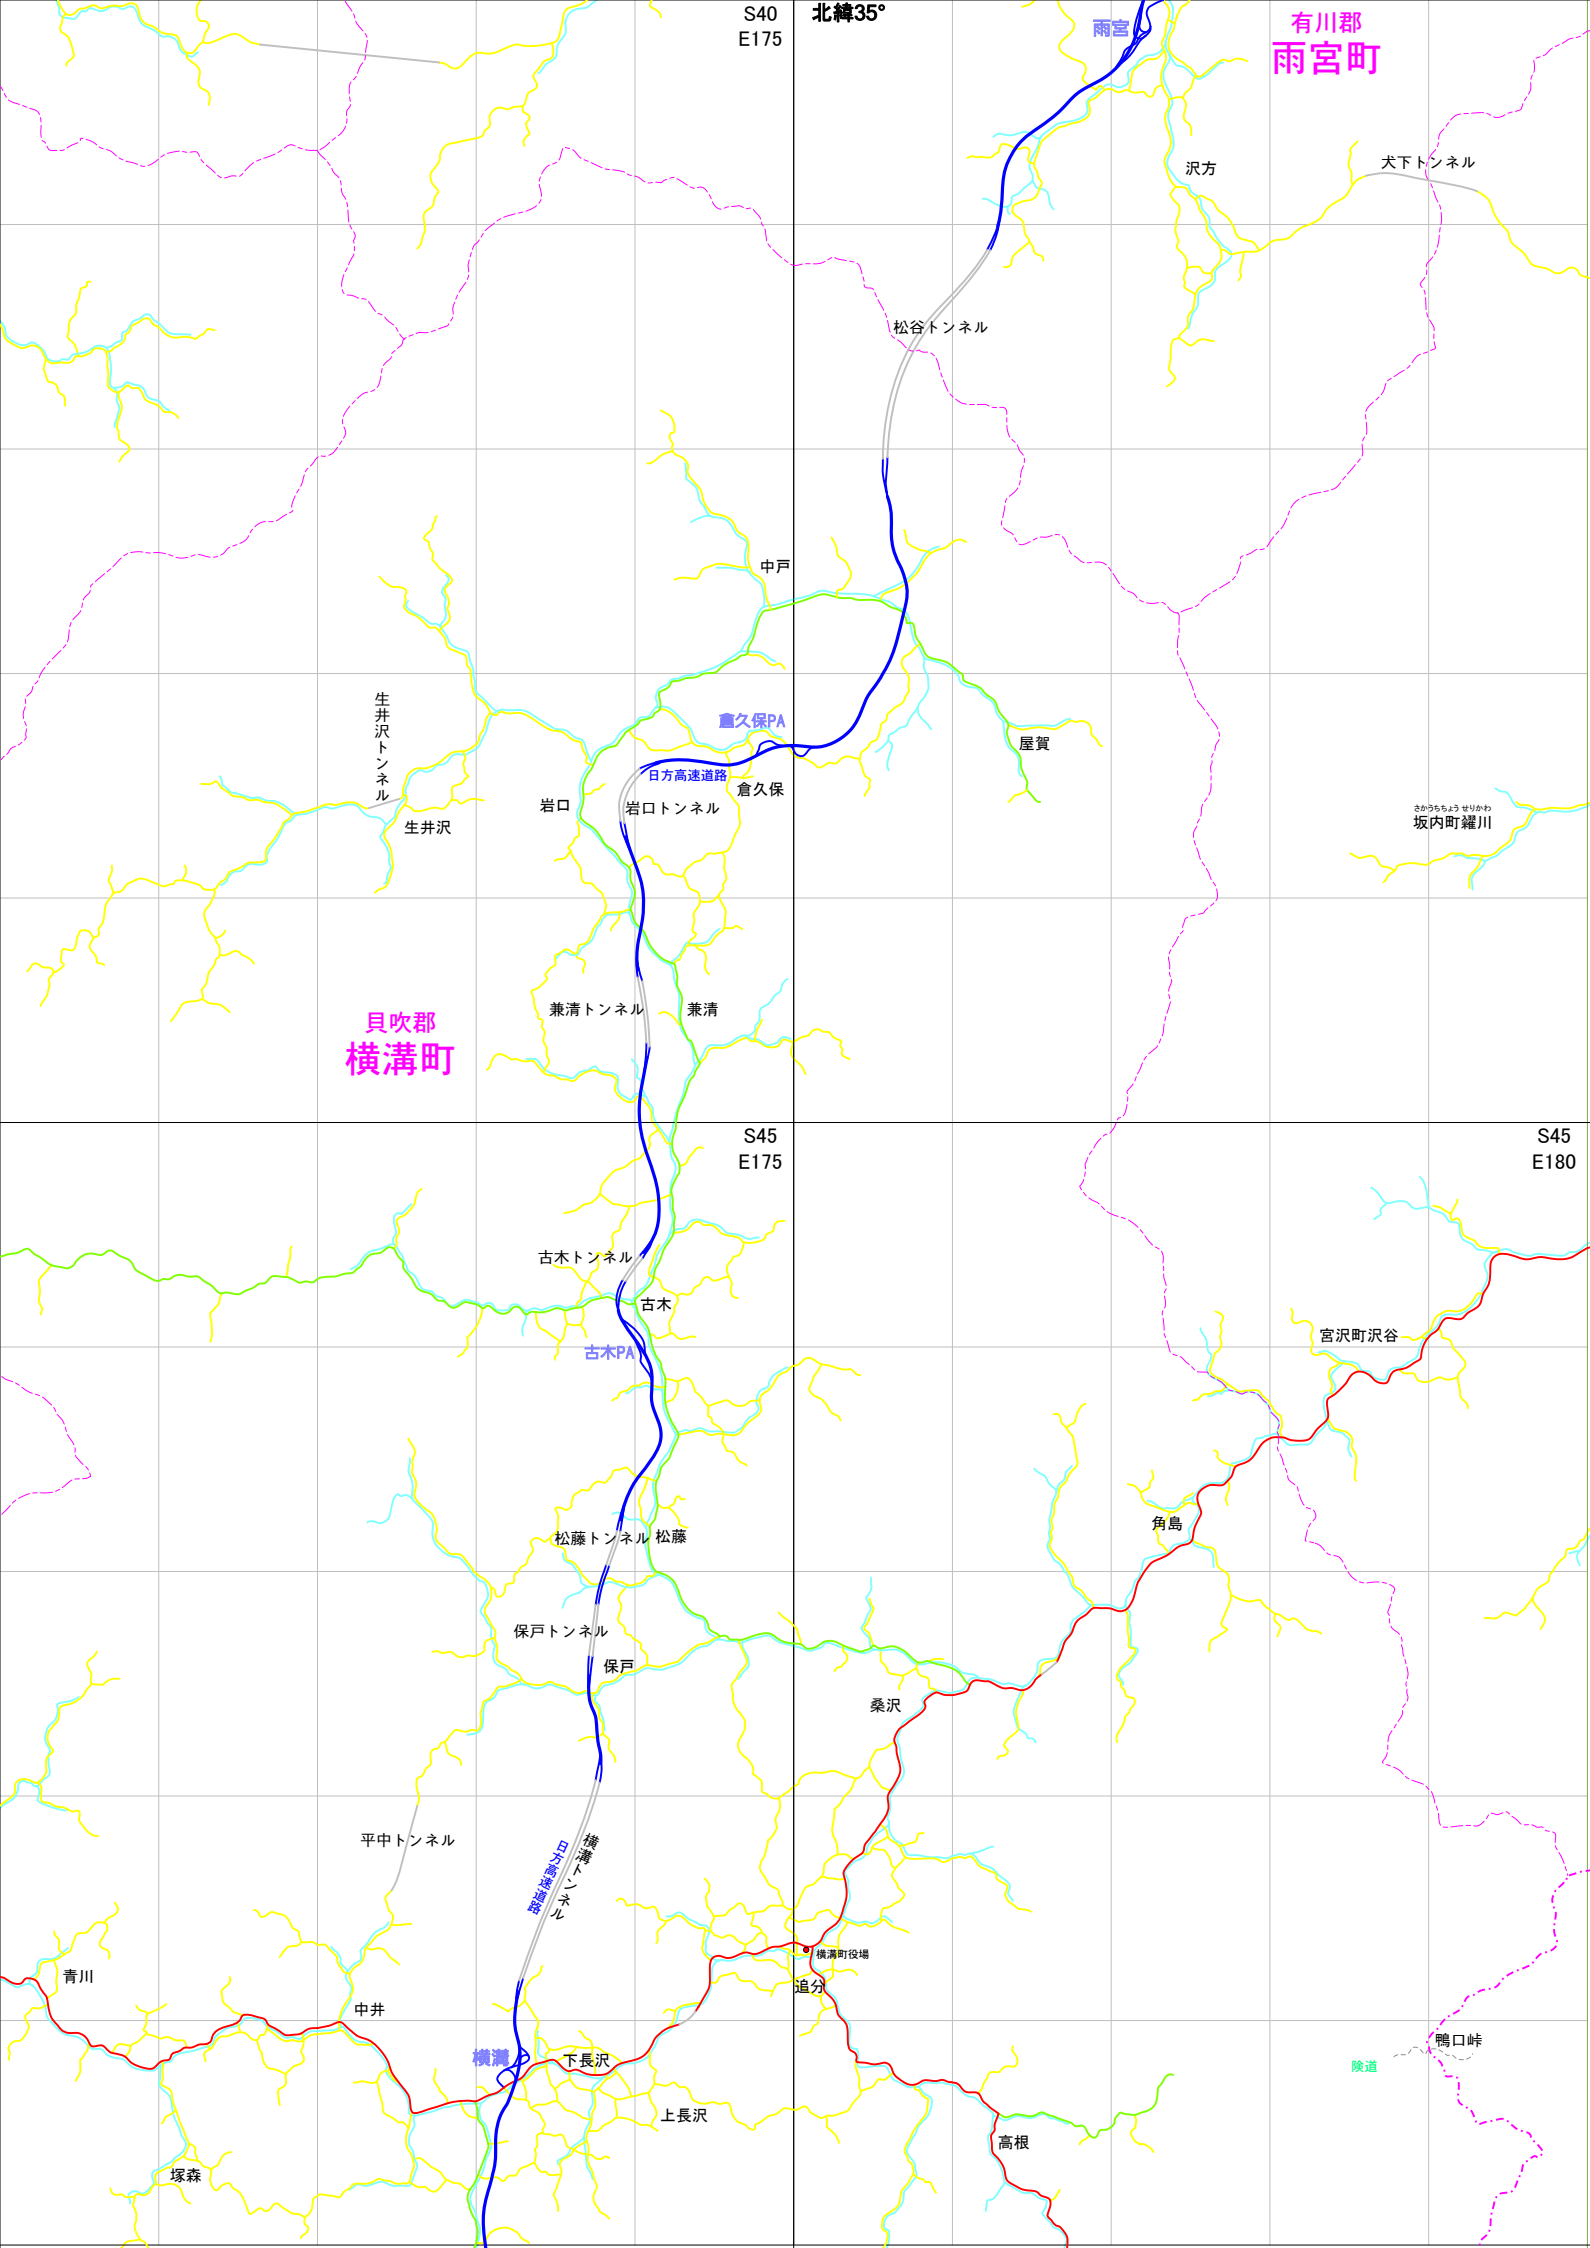 S40
E175
北緯35°
雨宮
有川郡
雨宮町
沢方
犬下トンネル
松谷トンネル
中戸
生井沢トンネル
倉久保PA
屋賀
日方高速道路
倉久保
岩口
岩口トンネル
生井沢
さかうちちょう せりかわ
坂内町糶川
兼清トンネル
兼清
貝吹郡
横溝町
S45
E175
S45
E180
古木トンネル
古木
古木PA
宮沢町沢谷
角島
松藤トンネル
松藤
保戸トンネル
保戸
桑沢
平中トンネル
横溝トンネル
日方高速道路
横溝町役場
青川
追分
中井
横溝
下長沢
鴨口峠
険道
上長沢
高根
塚森